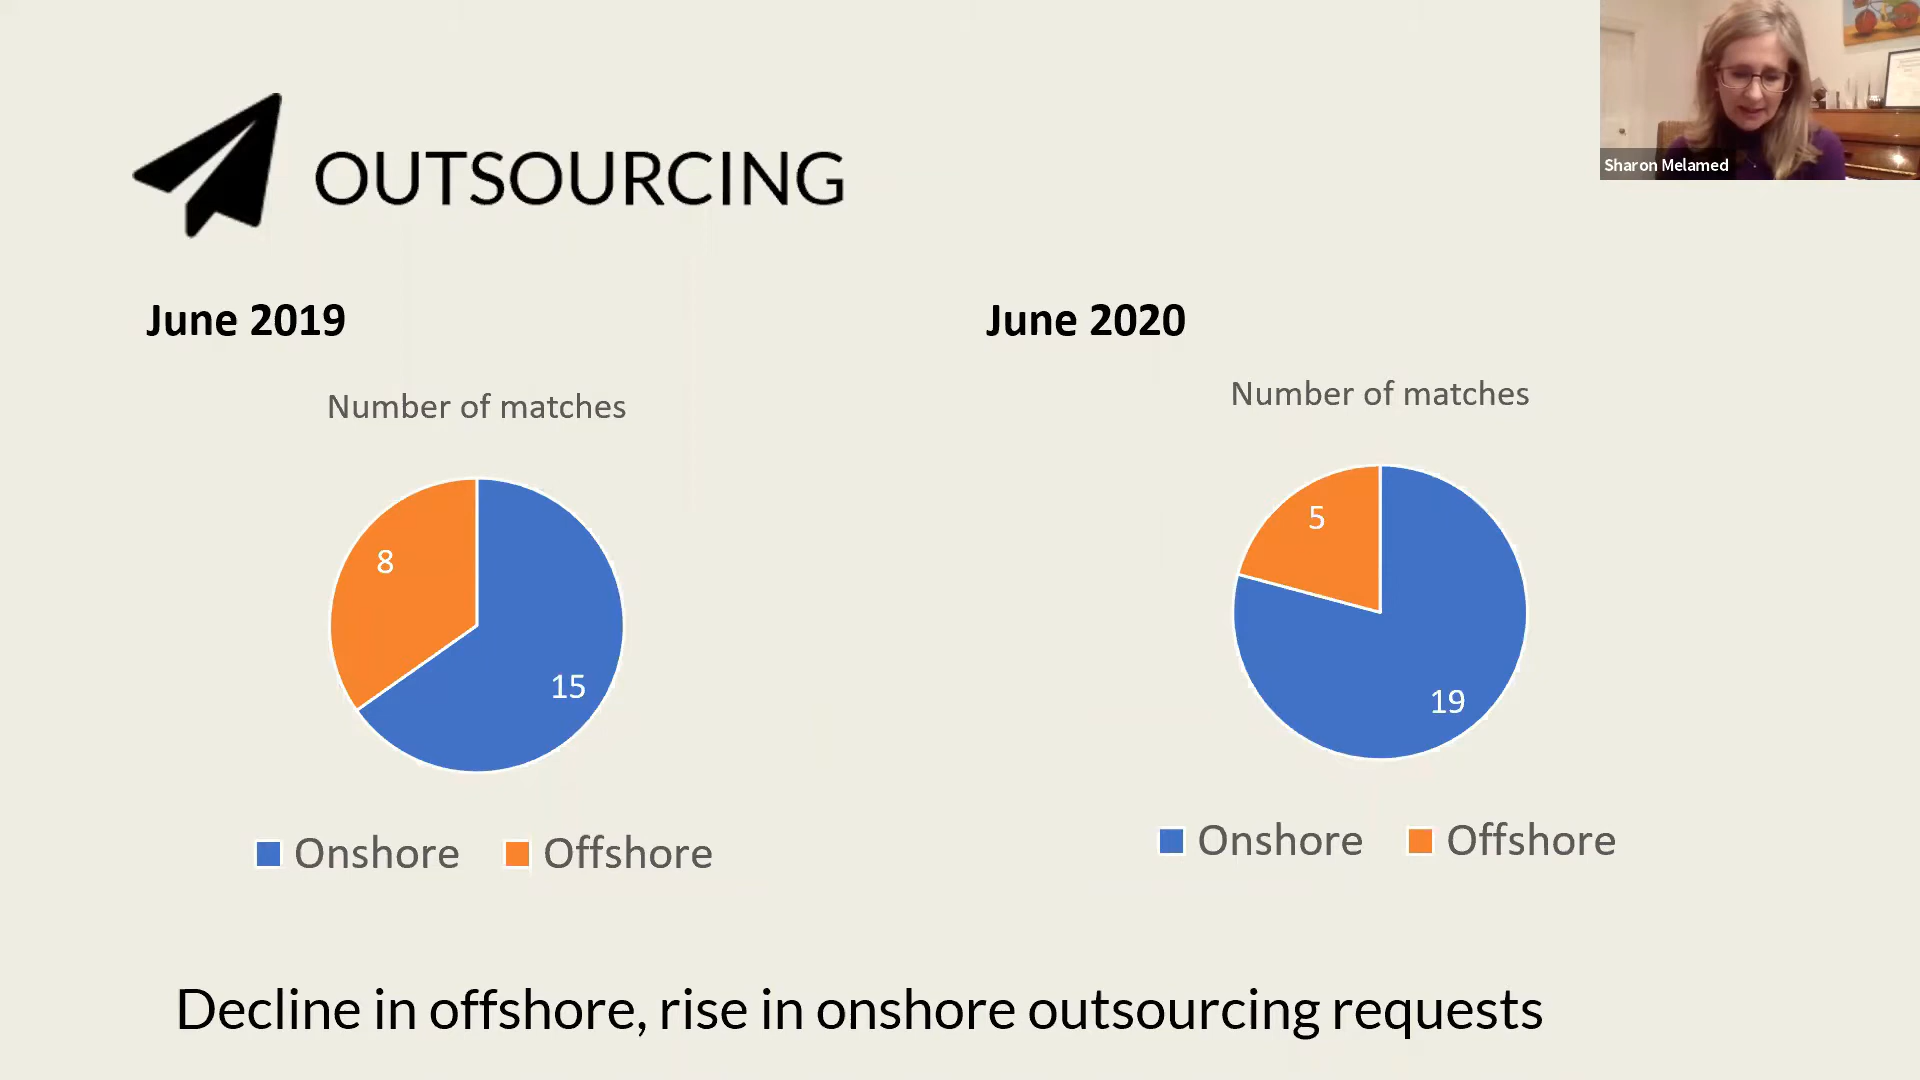 Sharon Melamed
OUTSOURCING
June 2019
June 2020
Number of matches
Number of matches
8
15
5
19
Onshore Offshore
Onshore Offshore
Decline in offshore, rise in onshore outsourcing requests